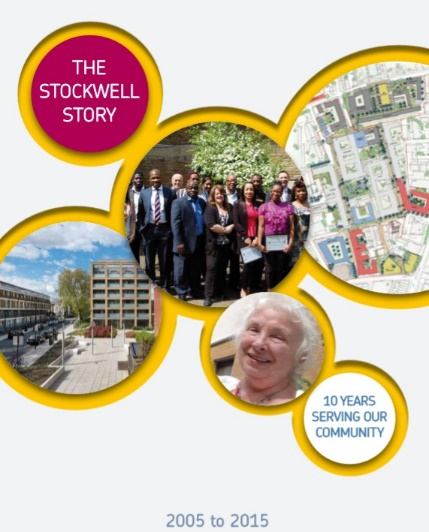 THE
STOCKWELL
STORY
10 YEARS
SERVING OUR
COMMUNITY
2005 to 2015